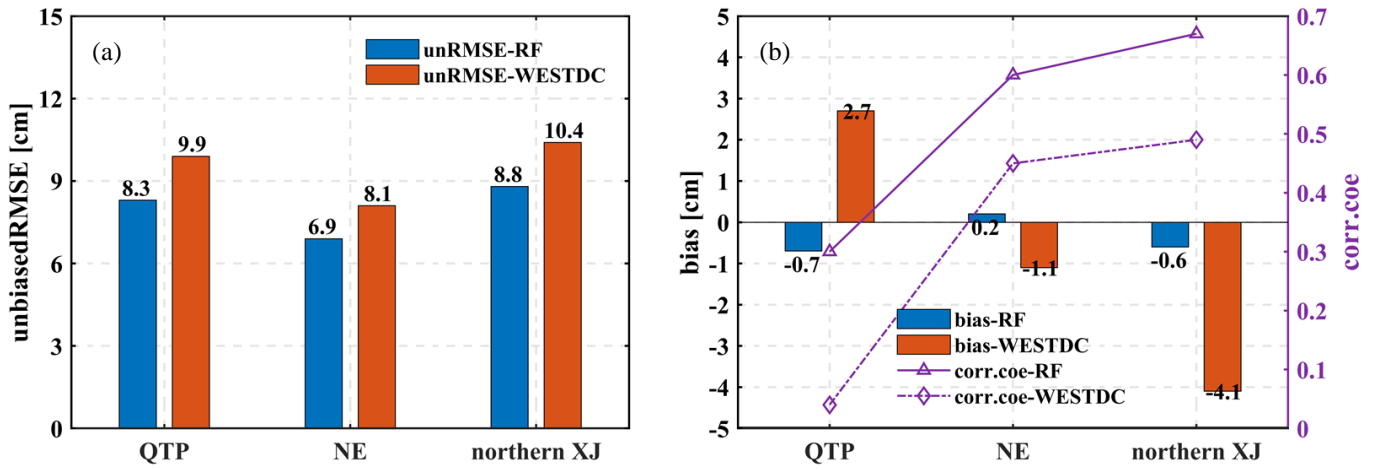 (a)
unRMSE-RF
unRMSE-WESTDC
unbiasedRMSE [cm]
15
12
9
6
3
0
8.3
9.9
6.9
8.1
8.8
10.4
QTP
NE
northern XJ
(b)
bias [cm]
5
4
3
2
1
0
-1
-2
-3
-4
-5
2.7
-0.7
0.2
-1.1
-0.6
-4.1
bias-RF
bias-WESTDC
corr.coe-RF
corr.coe-WESTDC
QTP
NE
northern XJ
0.7
0.6
0.5
0.4
0.3
0.2
0.1
0
corr.coe